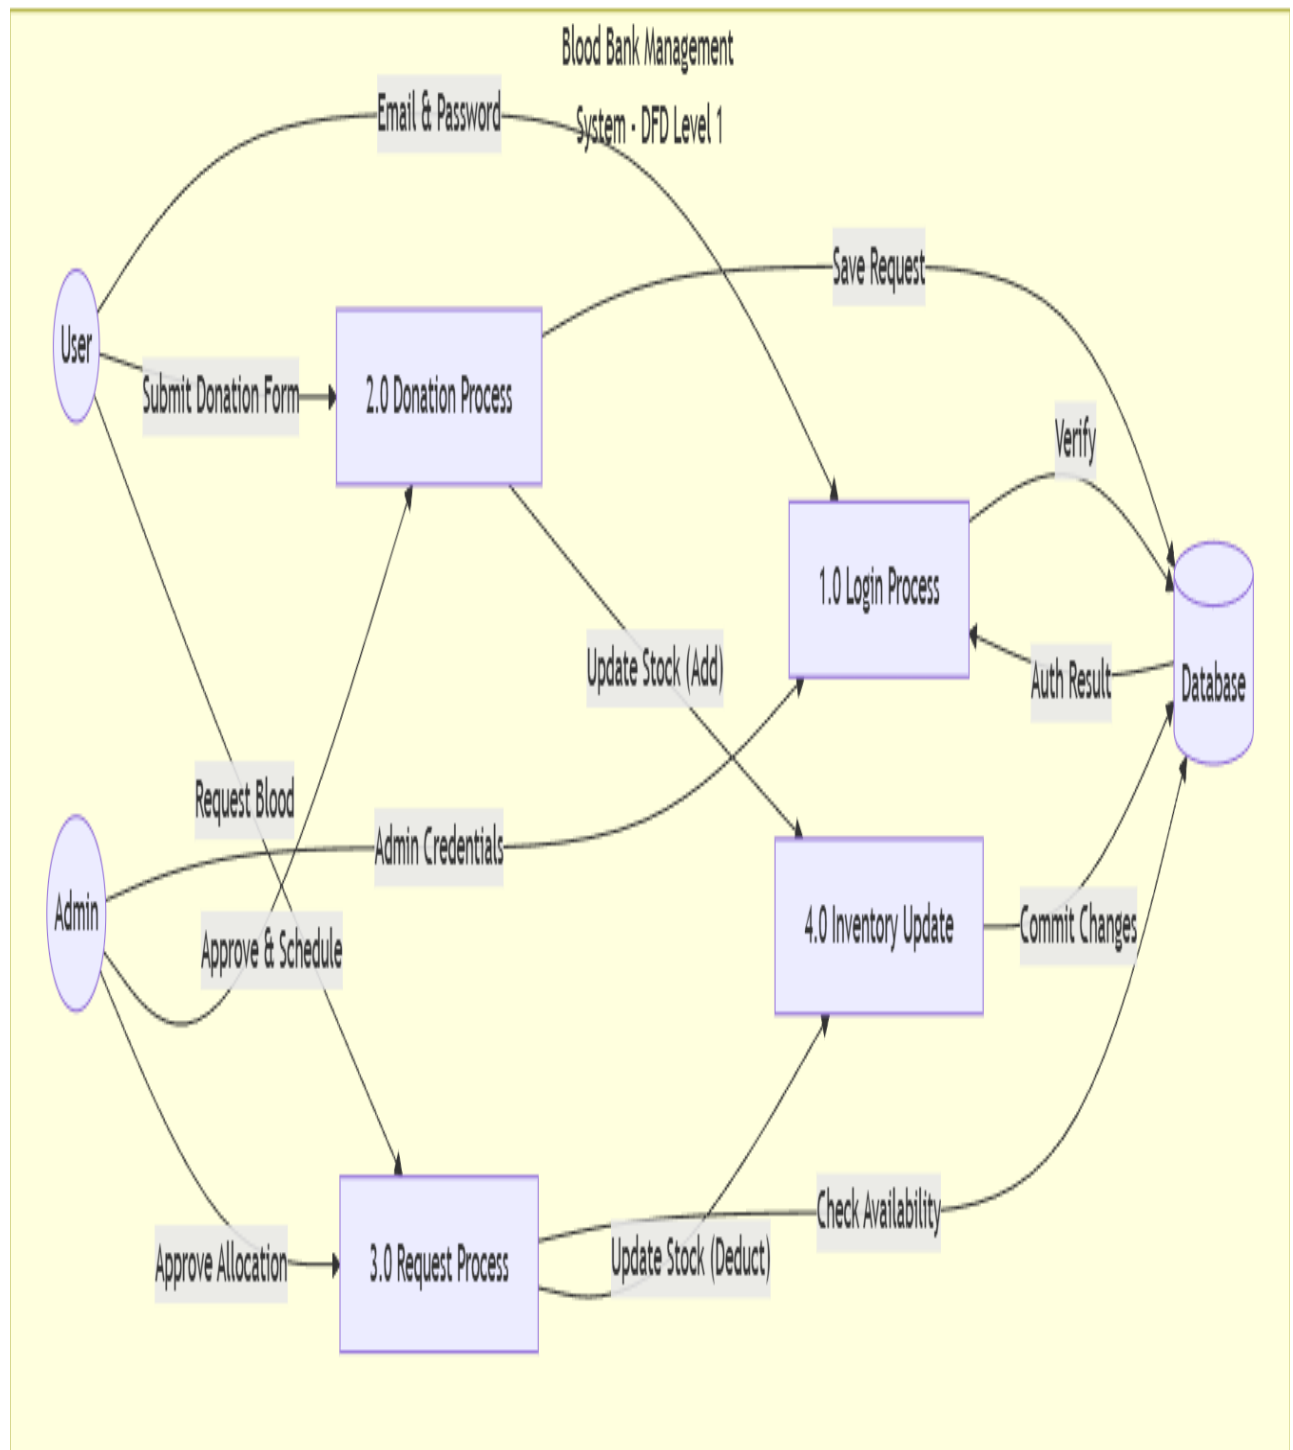 Blood Bank Management
System - DFD Level 1
Email & Password
Save Request
User
Submit Donation Form
2.0 Donation Process
Verify
1.0 Login Process
Update Stock (Add)
Auth Result
Database
Request Blood
Admin Credentials
Admin
Approve & Schedule
4.0 Inventory Update
Commit Changes
Check Availability
Approve Allocation
3.0 Request Process
Update Stock (Deduct)